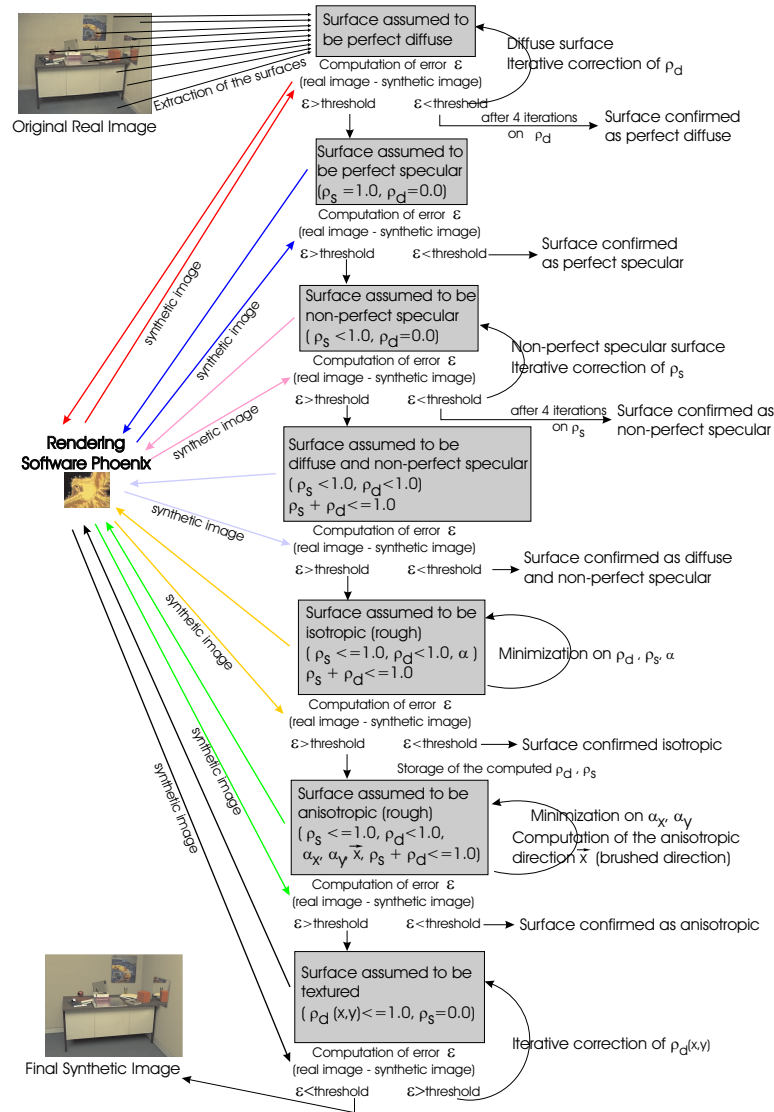 Surface assumed to
be perfect diffuse
Extraction of the surfaces
Original Real Image
Computation of error ε
(real image - synthetic image)
ε>threshold
ε<threshold
Diffuse surface
Iterative correction of ρd
after 4 iterations
on ρd
Surface confirmed
as perfect diffuse
Surface assumed to
be perfect specular
(ρs =1.0, ρd=0.0)
Computation of error ε
(real image - synthetic image)
ε>threshold
ε<threshold
Surface confirmed
as perfect specular
synthetic image
synthetic image
Surface assumed to be
non-perfect specular
( ρs <1.0, ρd=0.0)
Computation of error ε
(real image - synthetic image)
ε>threshold
ε<threshold
Non-perfect specular surface
Iterative correction of ρs
after 4 iterations
on ρs
Surface confirmed as
non-perfect specular
synthetic image
Rendering
Software Phoenix
Surface assumed to be
diffuse and non-perfect specular
( ρs <1.0, ρd<1.0)
ρs + ρd<=1.0
synthetic image
Computation of error ε
(real image - synthetic image)
ε>threshold
ε<threshold
Surface confirmed as diffuse
and non-perfect specular
Surface assumed to be
isotropic (rough)
( ρs <=1.0, ρd<1.0, α )
ρs + ρd<=1.0
Minimization on ρd , ρs, α
synthetic image
Computation of error ε
(real image - synthetic image)
ε>threshold
ε<threshold
Surface confirmed isotropic
Storage of the computed ρd , ρs
Surface assumed to be
anisotropic (rough)
( ρs <=1.0, ρd<1.0,
αx, αy, x⃗, ρs + ρd<=1.0)
Minimization on αx, αy
Computation of the anisotropic
direction x⃗ (brushed direction)
synthetic image
synthetic image
Computation of error ε
(real image - synthetic image)
ε>threshold
ε<threshold
Surface confirmed as anisotropic
Surface assumed to be
textured
( ρd (x,y)<=1.0, ρs=0.0)
Iterative correction of ρd(x,y)
Computation of error ε
(real image - synthetic image)
ε<threshold
ε>threshold
Final Synthetic Image